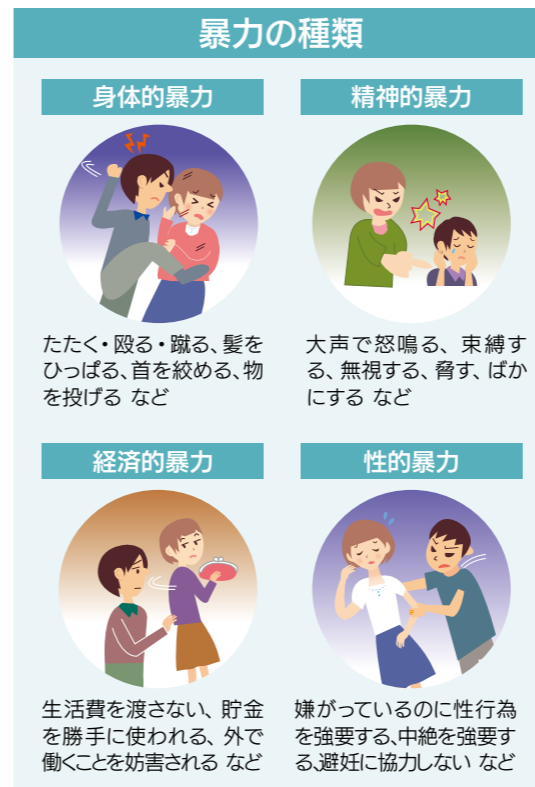 暴力の種類
身体的暴力
たたく・殴る・蹴る、髪を
ひっぱる、首を絞める、物
を投げる など
精神的暴力
大声で怒鳴る、束縛す
る、無視する、脅す、ばか
にする など
経済的暴力
生活費を渡さない、貯金
を勝手に使われる、外で
働くことを妨害される など
性的暴力
嫌がっているのに性行為
を強要する、中絶を強要す
る、避妊に協力しない など